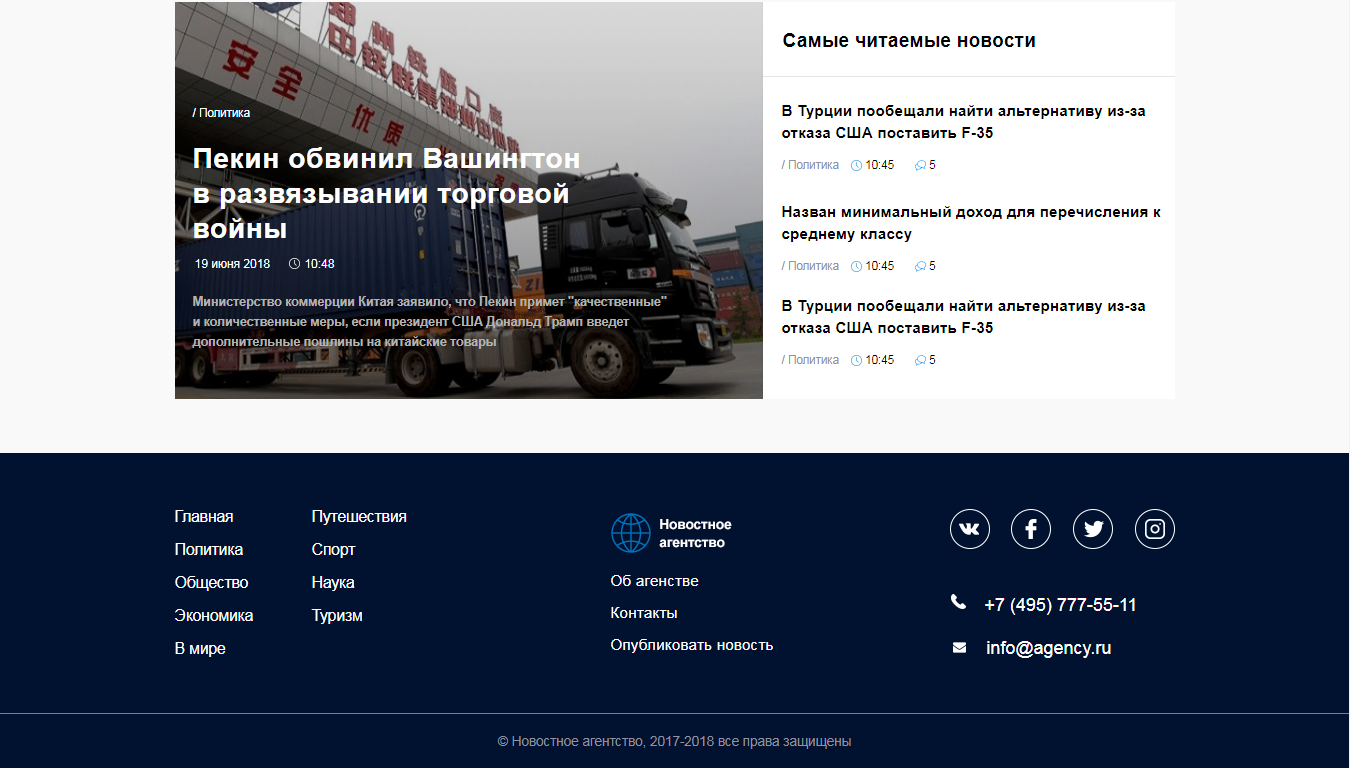 安全 优质
/ Политика
Пекин обвинил Вашингтон
в развязывании торговой
войны
19 июня 2018 10:48
Министерство коммерции Китая заявило, что Пекин примет "качественные"
и количественные меры, если президент США Дональд Трамп введет
дополнительные пошлины на китайские товары
Самые читаемые новости
В Турции пообещали найти альтернативу из-за
отказа США поставить F-35
/ Политика 10:45 5
Назван минимальный доход для перечисления к
среднему классу
/ Политика 10:45 5
В Турции пообещали найти альтернативу из-за
отказа США поставить F-35
/ Политика 10:45 5
Главная
Политика
Общество
Экономика
В мире
Путешествия
Спорт
Наука
Туризм
Новостное
агентство
Об агенстве
Контакты
Опубликовать новость
+7 (495) 777-55-11
info@agency.ru
© Новостное агентство, 2017-2018 все права защищены